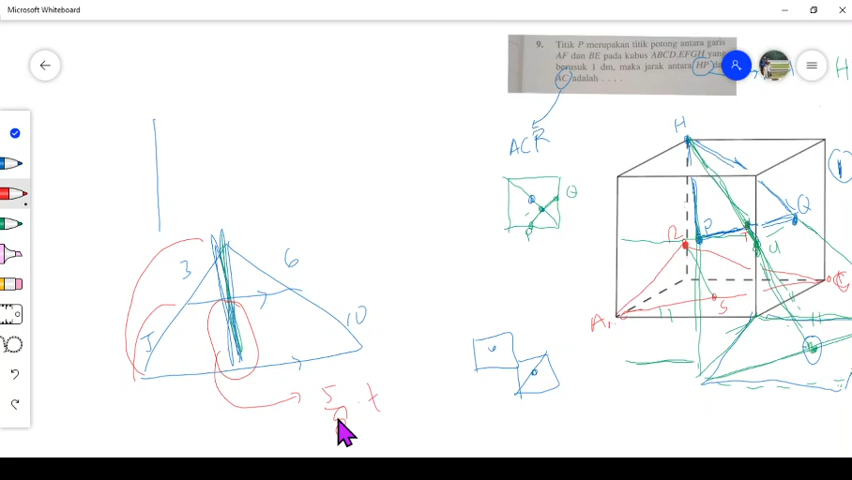 Microsoft Whiteboard
9. Titik P merupakan titik potong antara garis
AF dan BE pada kubus ABCD.EFGH yang
berusuk 1 dm, maka jarak antara HP
AC adalah . . . .
H
ACR
H
Q
P
Q
P
R
U
S
A
3
6
5
10
5
. t